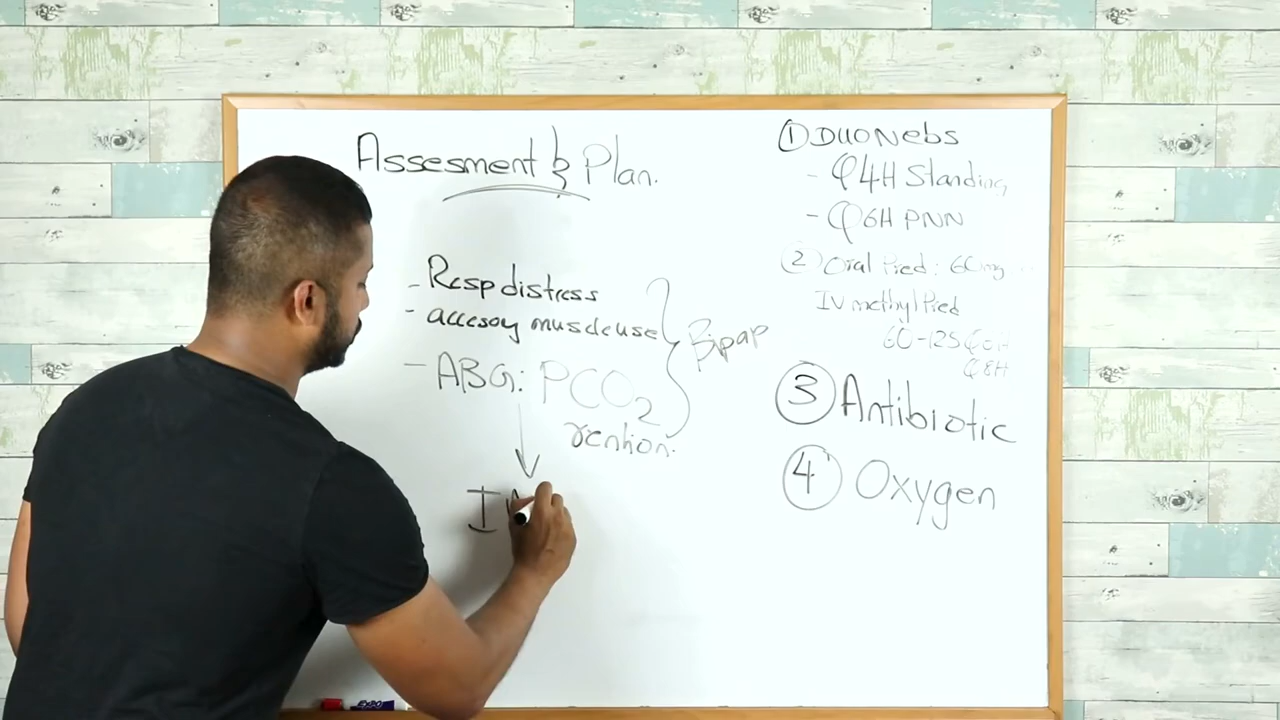 Assesment & Plan.
- Resp distress
- accesoy muscle use
- ABG: PCO2
retention.
Bipap
I
① DUONebs
- Q4H Standing
- Q6H PRN
② Oral Pred: 60mg
IV methyl Pred
60-125 Q6H
Q8H
③ Antibiotic
④ Oxygen